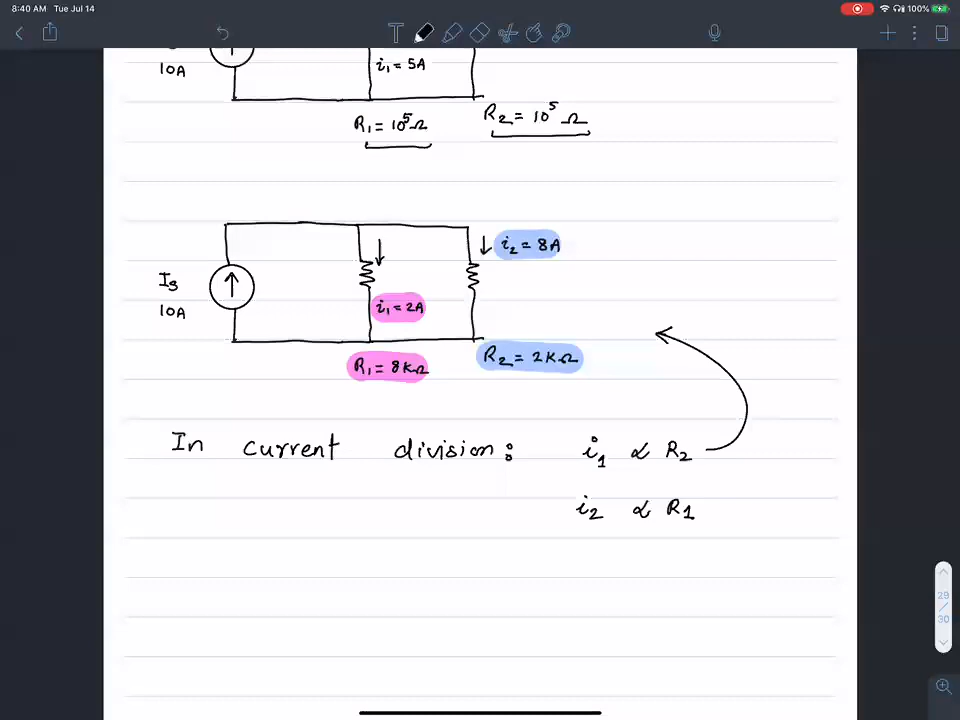 8:40 AM Tue Jul 14
100%
T
10A
i₁ = 5A
R₁ = 10⁵Ω
R₂ = 10⁵ Ω
i₂ = 8A
Is
10A
i₁ = 2A
R₁ = 8KΩ
R₂ = 2KΩ
In current division: i₁ ∝ R₂
i₂ ∝ R₁
29
/
30